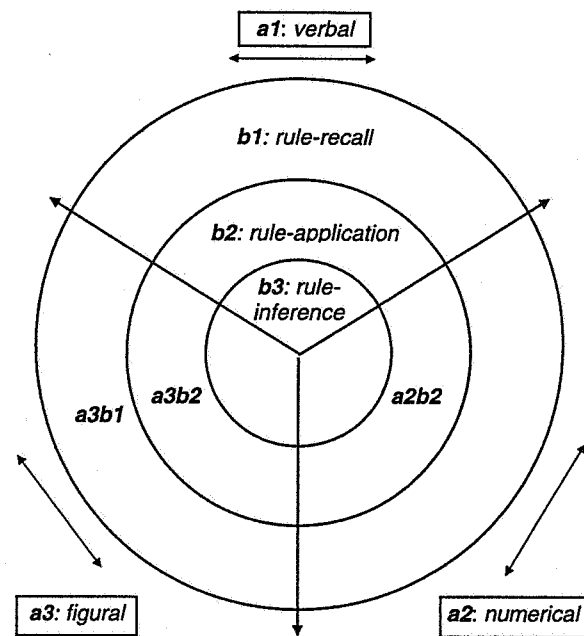 a1: verbal
b1: rule-recall
b2: rule-application
b3: rule-
inference
a3b2
a2b2
a3b1
a3: figural
a2: numerical